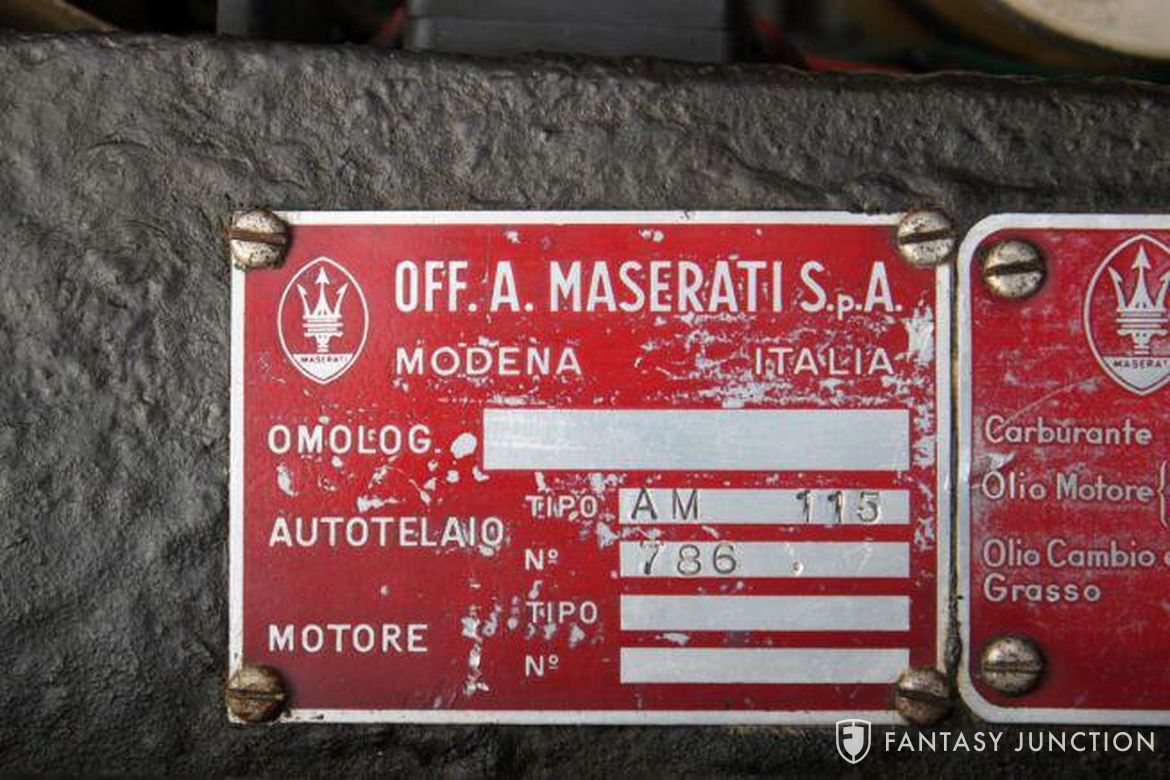 OFF. A. MASERATI S.p.A.
MASERATI
MODENA ITALIA
OMOLOG.
AUTOTELAIO
TIPO AM 115
Nº 786
MOTORE
TIPO
Nº
MASERATI
Carburante
Olio Motore
Olio Cambio
Grasso
FANTASY JUNCTION